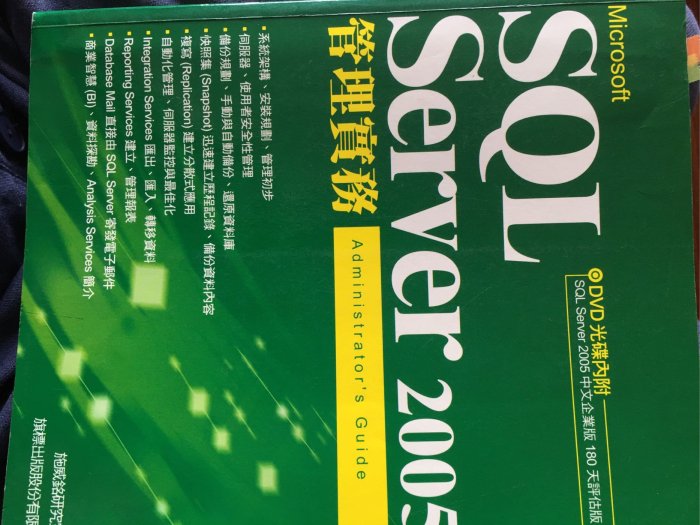 Microsoft
SQL
Server 2005
管理實務
Administrator's Guide
DVD 光碟內附
SQL Server 2005 中文企業版 180 天評估版
• 系統架構、安裝規劃、管理初步
• 伺服器、使用者安全性管理
• 備份規劃、手動與自動備份、還原資料庫
• 快照集 (Snapshot) 迅速建立歷程記錄、備份資料內容
• 複寫 (Replication) 建立分散式應用
• 自動化管理、伺服器監控與最佳化
• Integration Services 匯出、匯入、轉移資料
• Reporting Services 建立、管理報表
• Database Mail 直接由 SQL Server 寄發電子郵件
• 商業智慧 (BI)、資料採勘、Analysis Services 簡介
施威銘研究
旗標出版股份有限